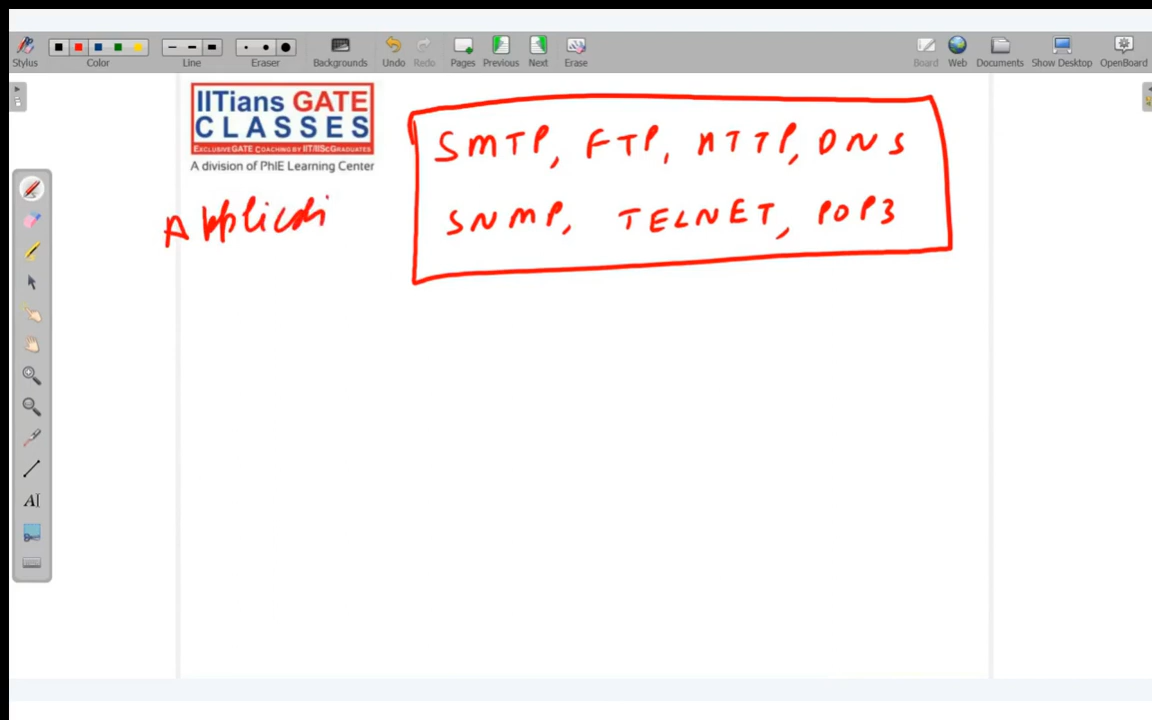 Stylus Color Line Eraser Backgrounds Undo Redo Pages Previous Next Erase Board Web Documents Show Desktop OpenBoard
IITians GATE
CLASSES
EXCLUSIVE GATE COACHING BY IIT/IISc GRADUATES
A division of PhIE Learning Center
SMTP, FTP, HTTP, DNS
SNMP, TELNET, POP3
Applicati
AI